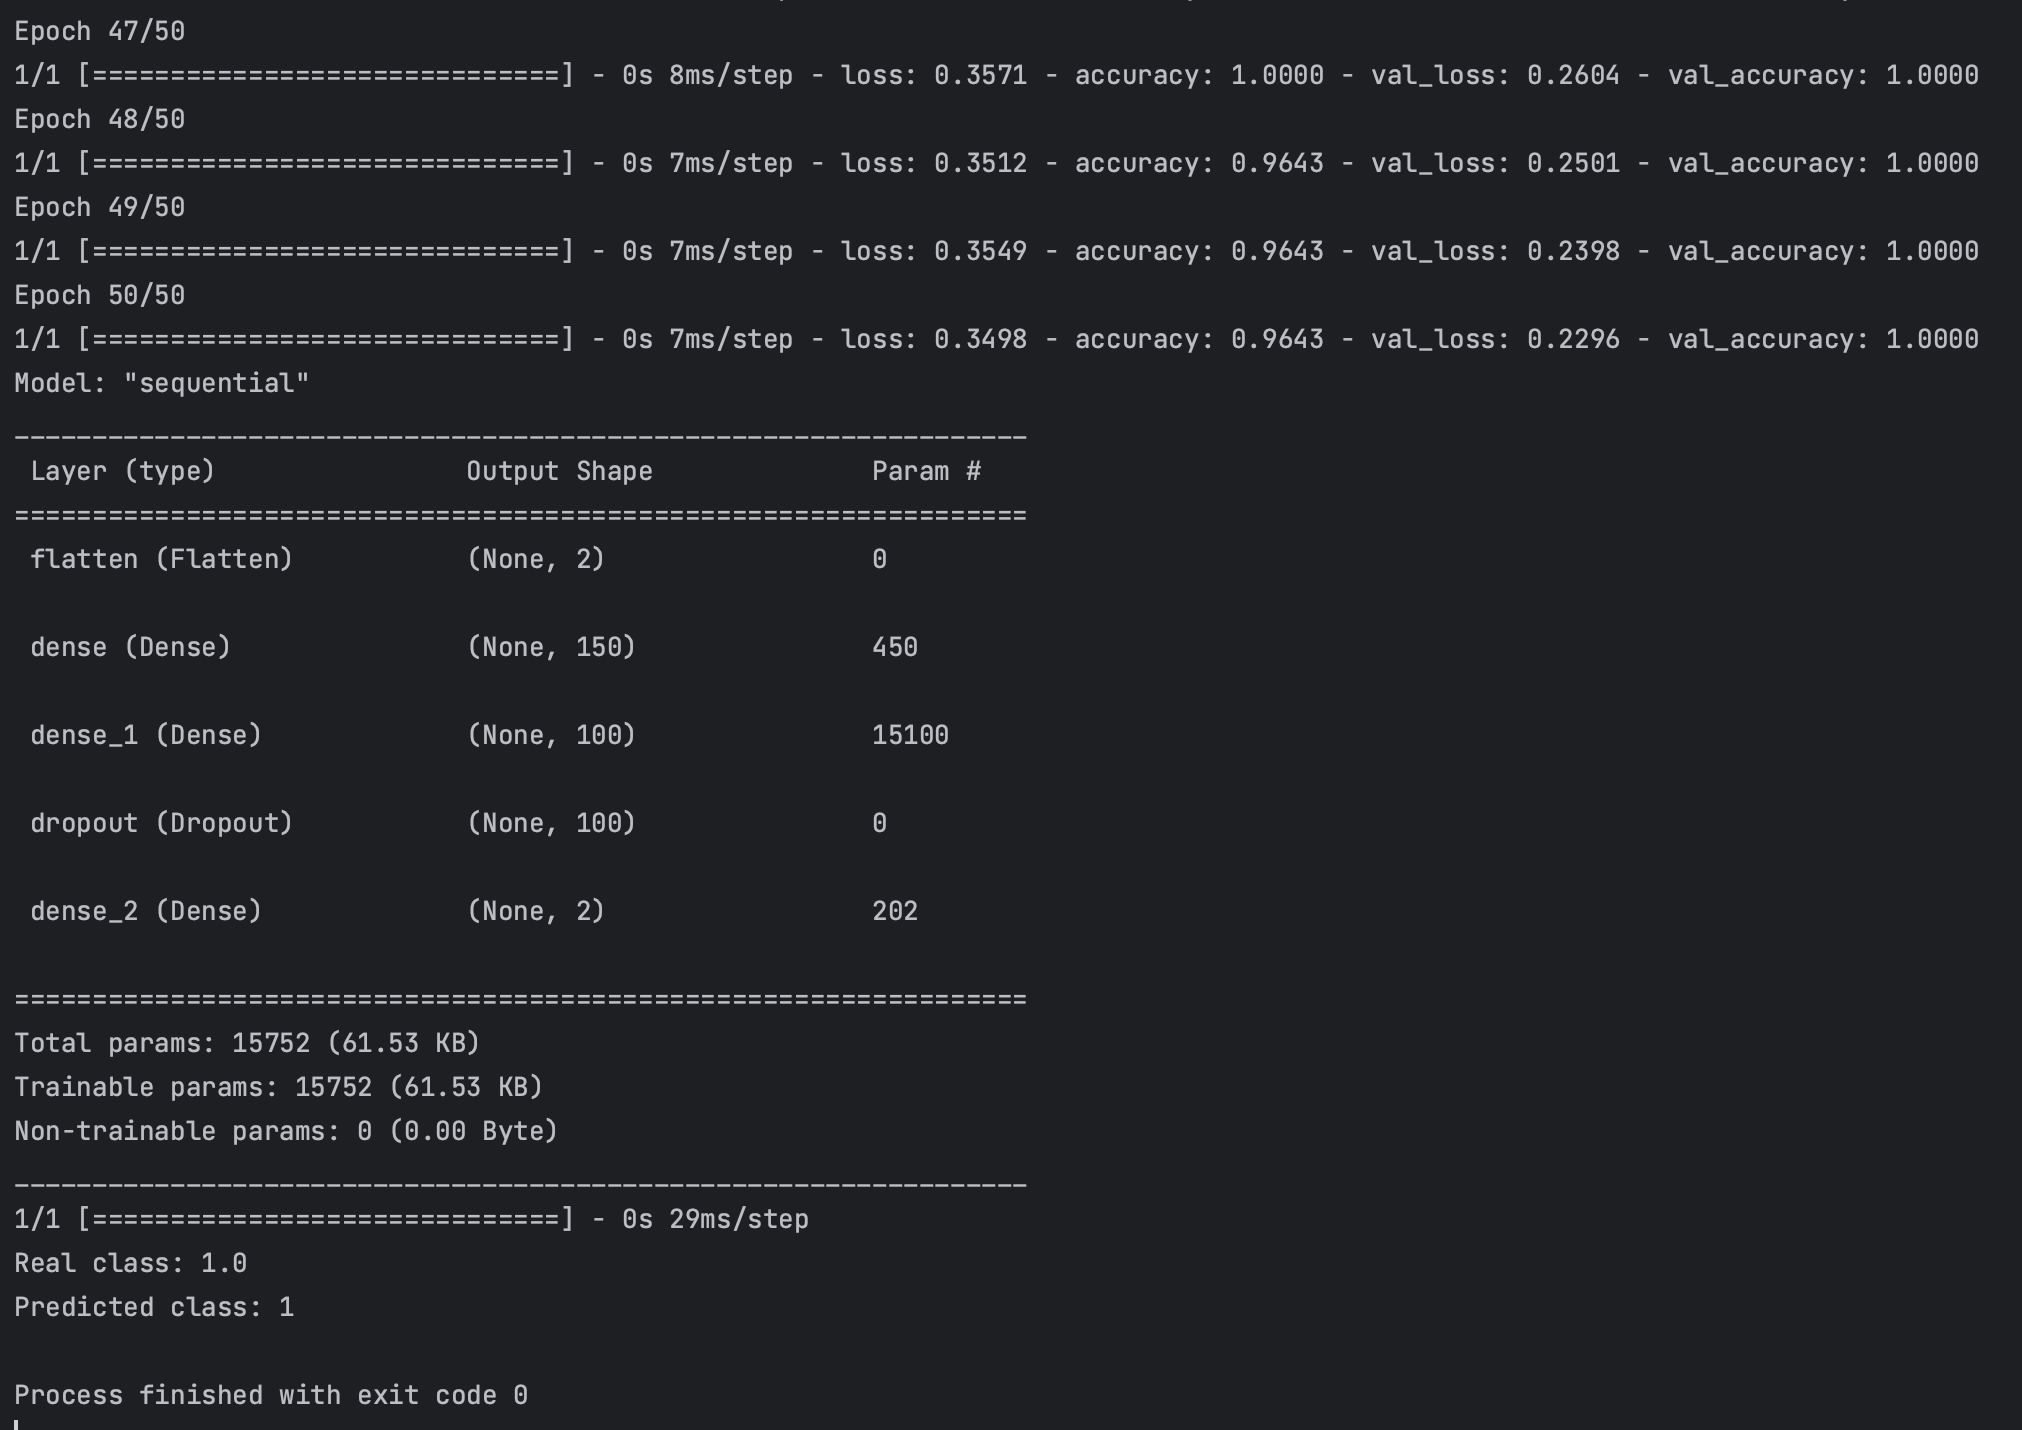 Epoch 47/50
1/1 [==============================] - 0s 8ms/step - loss: 0.3571 - accuracy: 1.0000 - val_loss: 0.2604 - val_accuracy: 1.0000
Epoch 48/50
1/1 [==============================] - 0s 7ms/step - loss: 0.3512 - accuracy: 0.9643 - val_loss: 0.2501 - val_accuracy: 1.0000
Epoch 49/50
1/1 [==============================] - 0s 7ms/step - loss: 0.3549 - accuracy: 0.9643 - val_loss: 0.2398 - val_accuracy: 1.0000
Epoch 50/50
1/1 [==============================] - 0s 7ms/step - loss: 0.3498 - accuracy: 0.9643 - val_loss: 0.2296 - val_accuracy: 1.0000
Model: "sequential"
_________________________________________________________________
Layer (type) Output Shape Param #
=================================================================
flatten (Flatten) (None, 2) 0
dense (Dense) (None, 150) 450
dense_1 (Dense) (None, 100) 15100
dropout (Dropout) (None, 100) 0
dense_2 (Dense) (None, 2) 202
=================================================================
Total params: 15752 (61.53 KB)
Trainable params: 15752 (61.53 KB)
Non-trainable params: 0 (0.00 Byte)
_________________________________________________________________
1/1 [==============================] - 0s 29ms/step
Real class: 1.0
Predicted class: 1
Process finished with exit code 0